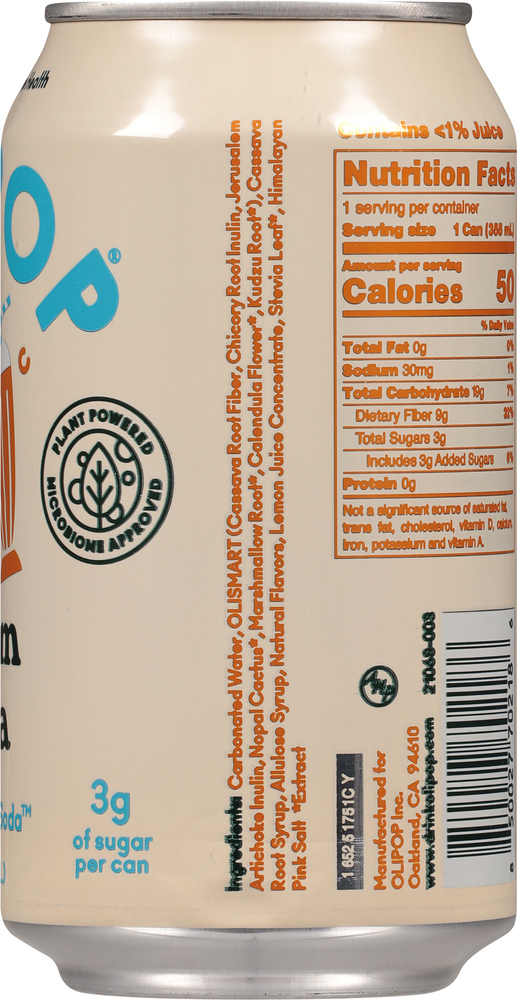 health
OP®
C
PLANT POWERED
MICROBIOME APPROVED
m
a
Soda™
3g
of sugar
per can
Ingredients: Carbonated Water, OLISMART (Cassava Root Fiber, Chicory Root Inulin, Jerusalem
Artichoke Inulin, Nopal Cactus*, Marshmallow Root*, Calendula Flower*, Kudzu Root*), Cassava
Root Syrup, Allulose Syrup, Natural Flavors, Lemon Juice Concentrate, Stevia Leaf*, Himalayan
Pink Salt *Extract
Contains <1% Juice
Nutrition Facts
1 serving per container
Serving size 1 Can (355 mL)
Amount per serving
Calories 50
% Daily Value
Total Fat 0g 0%
Sodium 30mg 1%
Total Carbohydrate 19g 7%
Dietary Fiber 9g 32%
Total Sugars 3g
Includes 3g Added Sugars 6%
Protein 0g
Not a significant source of saturated fat,
trans fat, cholesterol, vitamin D, calcium,
iron, potassium and vitamin A.
1 652 5 1751C Y
Manufactured for
OLIPOP Inc.
Oakland, CA 94610
www.drinkolipop.com 21068-003